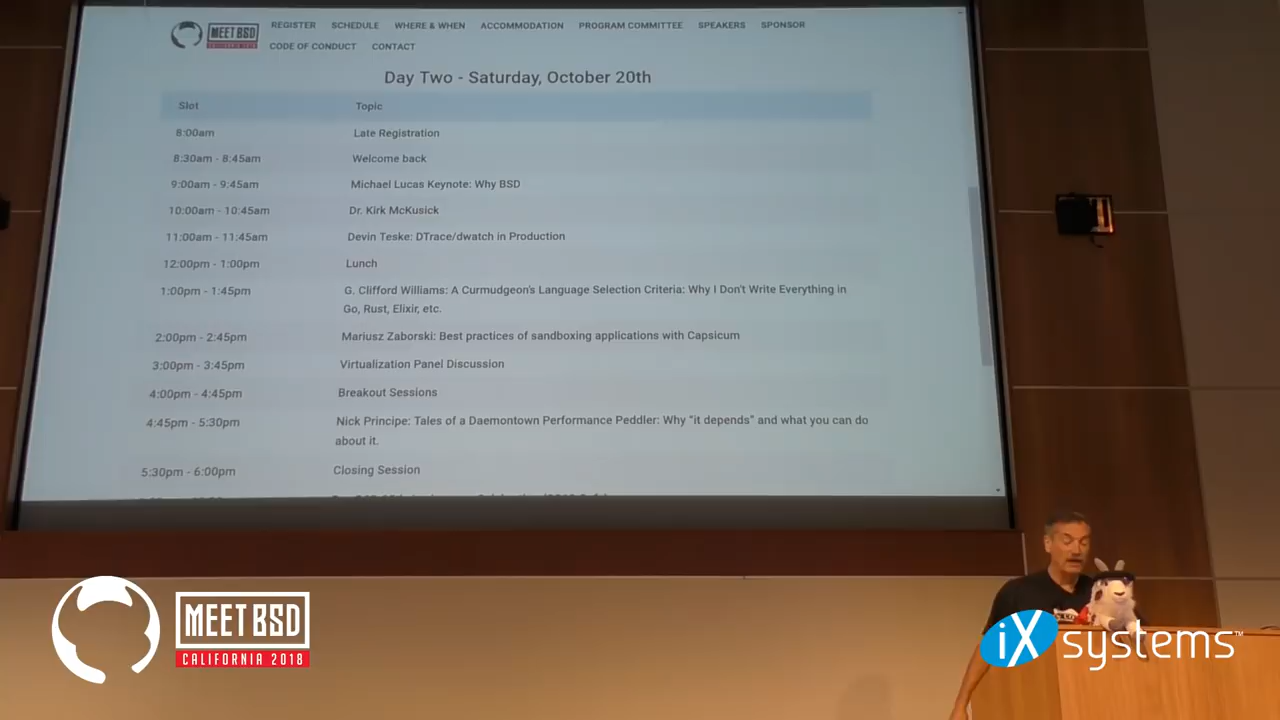 MEET BSD
CALIFORNIA 2018
REGISTER SCHEDULE WHERE & WHEN ACCOMMODATION PROGRAM COMMITTEE SPEAKERS SPONSOR
CODE OF CONDUCT CONTACT
Day Two - Saturday, October 20th
Slot Topic
8:00am Late Registration
8:30am - 8:45am Welcome back
9:00am - 9:45am Michael Lucas Keynote: Why BSD
10:00am - 10:45am Dr. Kirk McKusick
11:00am - 11:45am Devin Teske: DTrace/dwatch in Production
12:00pm - 1:00pm Lunch
1:00pm - 1:45pm G. Clifford Williams: A Curmudgeon's Language Selection Criteria: Why I Don't Write Everything in
Go, Rust, Elixir, etc.
2:00pm - 2:45pm Mariusz Zaborski: Best practices of sandboxing applications with Capsicum
3:00pm - 3:45pm Virtualization Panel Discussion
4:00pm - 4:45pm Breakout Sessions
4:45pm - 5:30pm Nick Principe: Tales of a Daemontown Performance Peddler: Why "it depends" and what you can do
about it.
5:30pm - 6:00pm Closing Session
MEET BSD
CALIFORNIA 2018
iX systems™